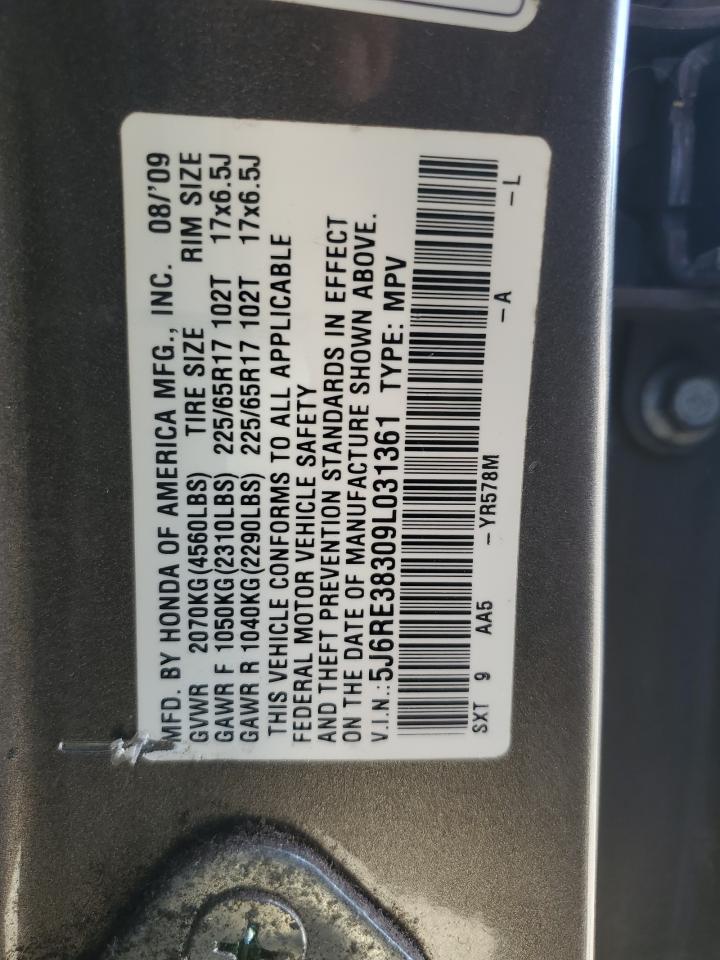 MFD. BY HONDA OF AMERICA MFG., INC. 08/'09
GVWR 2070KG(4560LBS) TIRE SIZE RIM SIZE
GAWR F 1050KG(2310LBS) 225/65R17 102T 17x6.5J
GAWR R 1040KG(2290LBS) 225/65R17 102T 17x6.5J
THIS VEHICLE CONFORMS TO ALL APPLICABLE
FEDERAL MOTOR VEHICLE SAFETY
AND THEFT PREVENTION STANDARDS IN EFFECT
ON THE DATE OF MANUFACTURE SHOWN ABOVE.
V.I.N.:5J6RE38309L031361 TYPE: MPV
SXT 9 AA5 -YR578M -A -L